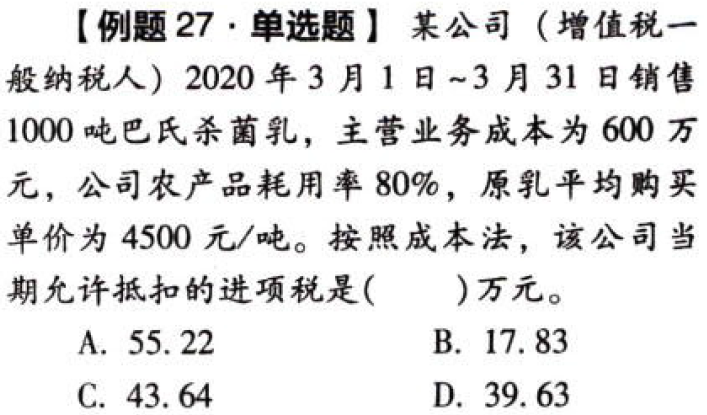 【例题 27·单选题】 某公司（增值税一
般纳税人）2020 年 3 月 1 日~3 月 31 日销售
1000 吨巴氏杀菌乳，主营业务成本为 600 万
元，公司农产品耗用率 80%，原乳平均购买
单价为 4500 元/吨。按照成本法，该公司当
期允许抵扣的进项税是(　　)万元。
A. 55.22　　B. 17.83
C. 43.64　　D. 39.63